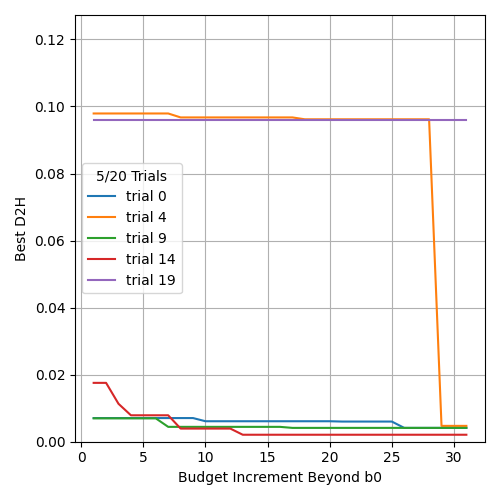 0.12
0.10
0.08
0.06
0.04
0.02
0.00
Best D2H
5/20 Trials
trial 0
trial 4
trial 9
trial 14
trial 19
0 5 10 15 20 25 30
Budget Increment Beyond b0